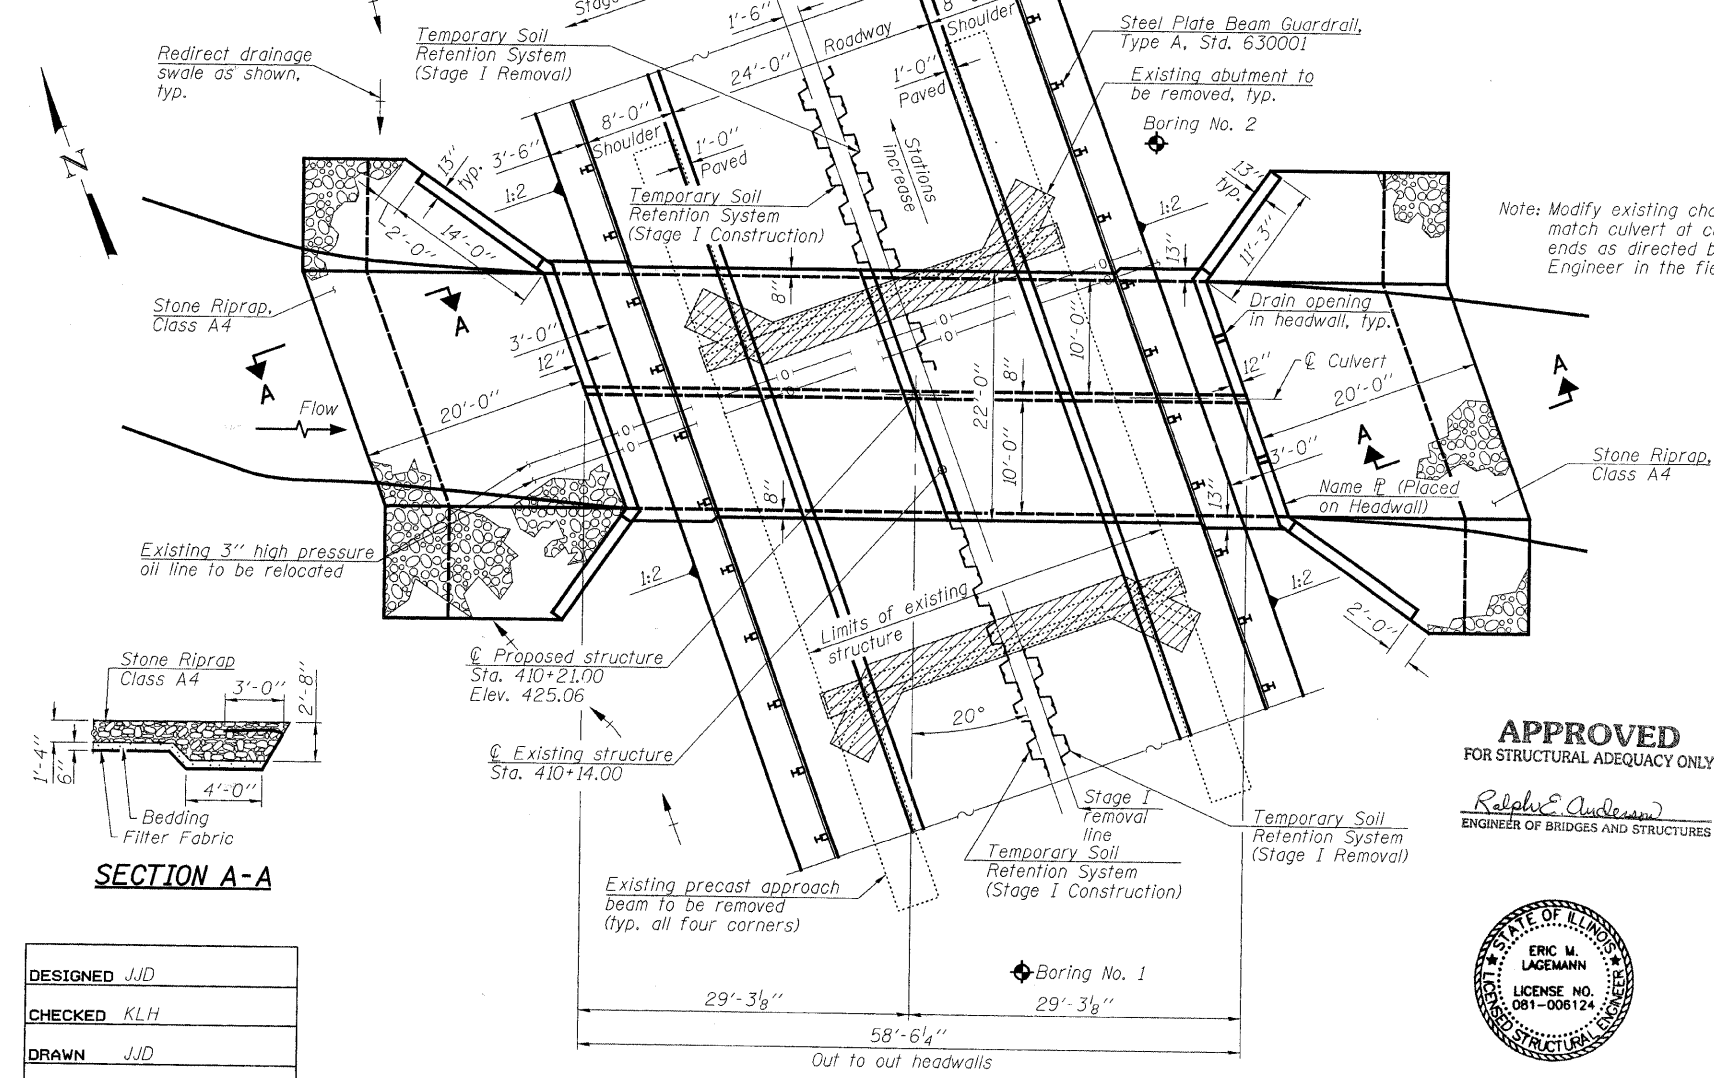 Stag
1'-6"
8'-0
Temporary Soil
Retention System
(Stage I Removal)
Roadway
Shoulder
Steel Plate Beam Guardrail,
Type A, Std. 630001
Redirect drainage
swale as shown,
typ.
24'-0"
1'-0"
Paved
Existing abutment to
be removed, typ.
Boring No. 2
N
8'-0"
Shoulder
3'-6"
1'-0"
Paved
13"
typ.
1:2
Stations
increase
Temporary Soil
Retention System
(Stage I Construction)
13"
typ.
1:2
11'-3"
13"
Note: Modify existing cha
match culvert at c
ends as directed b
Engineer in the fie
14'-0"
2'-0"
Stone Riprap,
Class A4
A
A
8"
3'-0"
12"
Drain opening
in headwall, typ.
10'-0"
8"
22'-0"
12"
℄ Culvert
20'-0"
A
20'-0"
Flow
A
3'-0"
10'-0"
8"
13"
Name ℙL (Placed
on Headwall)
Stone Riprap,
Class A4
Existing 3" high pressure
oil line to be relocated
1:2
Limits of existing
structure
1:2
2'-0"
℄ Proposed structure
Sta. 410+21.00
Elev. 425.06
℄ Existing structure
Sta. 410+14.00
20°
Stone Riprap
Class A4
3'-0"
2'-8"
1'-4"
6"
4'-0"
Bedding
Filter Fabric
SECTION A-A
APPROVED
FOR STRUCTURAL ADEQUACY ONLY
Ralph E. Anderson
ENGINEER OF BRIDGES AND STRUCTURES
Stage I
removal
line
Temporary Soil
Retention System
(Stage I Removal)
Temporary Soil
Retention System
(Stage I Construction)
Existing precast approach
beam to be removed
(typ. all four corners)
Boring No. 1
29'-3⅛"
29'-3⅛"
58'-6¼"
Out to out headwalls
DESIGNED JJD
CHECKED KLH
DRAWN JJD
STATE OF ILLINOIS
ERIC M.
LAGEMANN
LICENSE NO.
081-006124
LICENSED STRUCTURAL ENGINEER